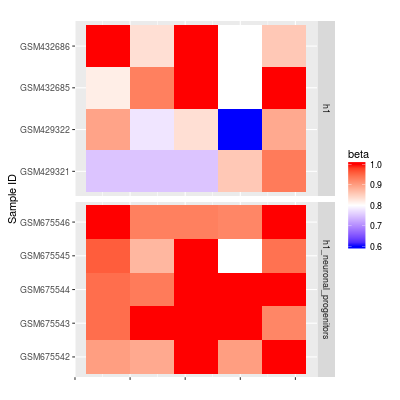 GSM432686
GSM432685
GSM429322
GSM429321
h1
GSM675546
GSM675545
GSM675544
GSM675543
GSM675542
h1_neuronal_progenitors
Sample ID
beta
1.0
0.9
0.8
0.7
0.6